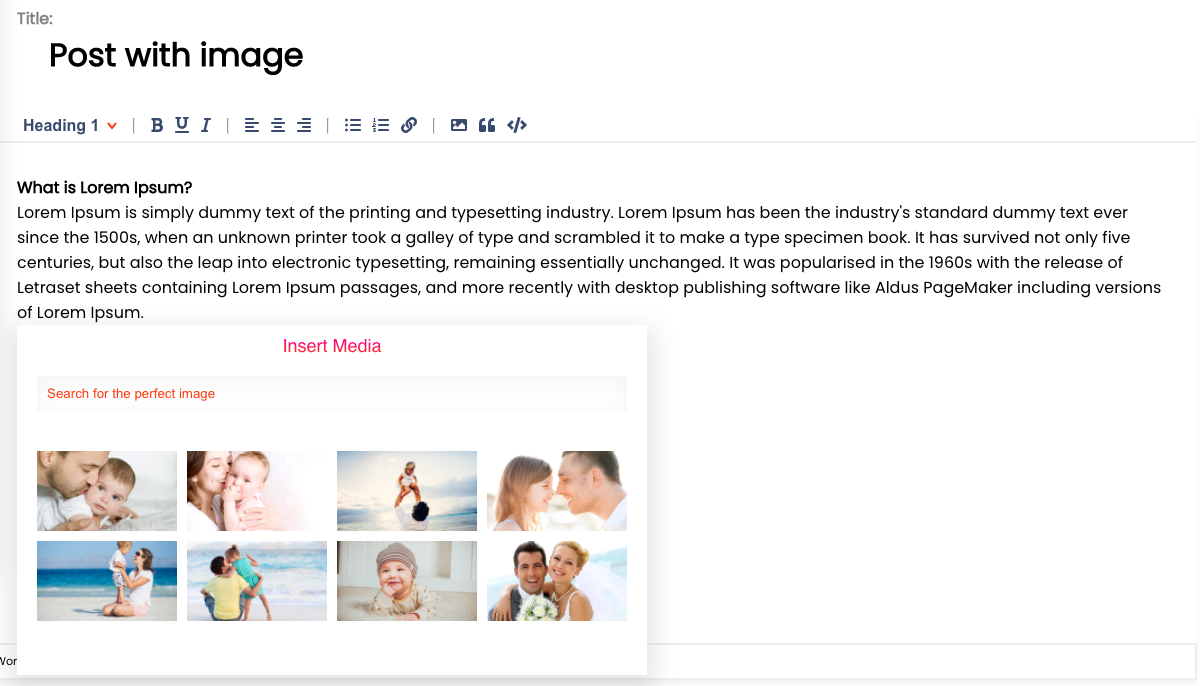 Title:
Post with image
Heading 1
B U I
What is Lorem Ipsum?
Lorem Ipsum is simply dummy text of the printing and typesetting industry. Lorem Ipsum has been the industry's standard dummy text ever
since the 1500s, when an unknown printer took a galley of type and scrambled it to make a type specimen book. It has survived not only five
centuries, but also the leap into electronic typesetting, remaining essentially unchanged. It was popularised in the 1960s with the release of
Letraset sheets containing Lorem Ipsum passages, and more recently with desktop publishing software like Aldus PageMaker including versions
of Lorem Ipsum.
Insert Media
Search for the perfect image